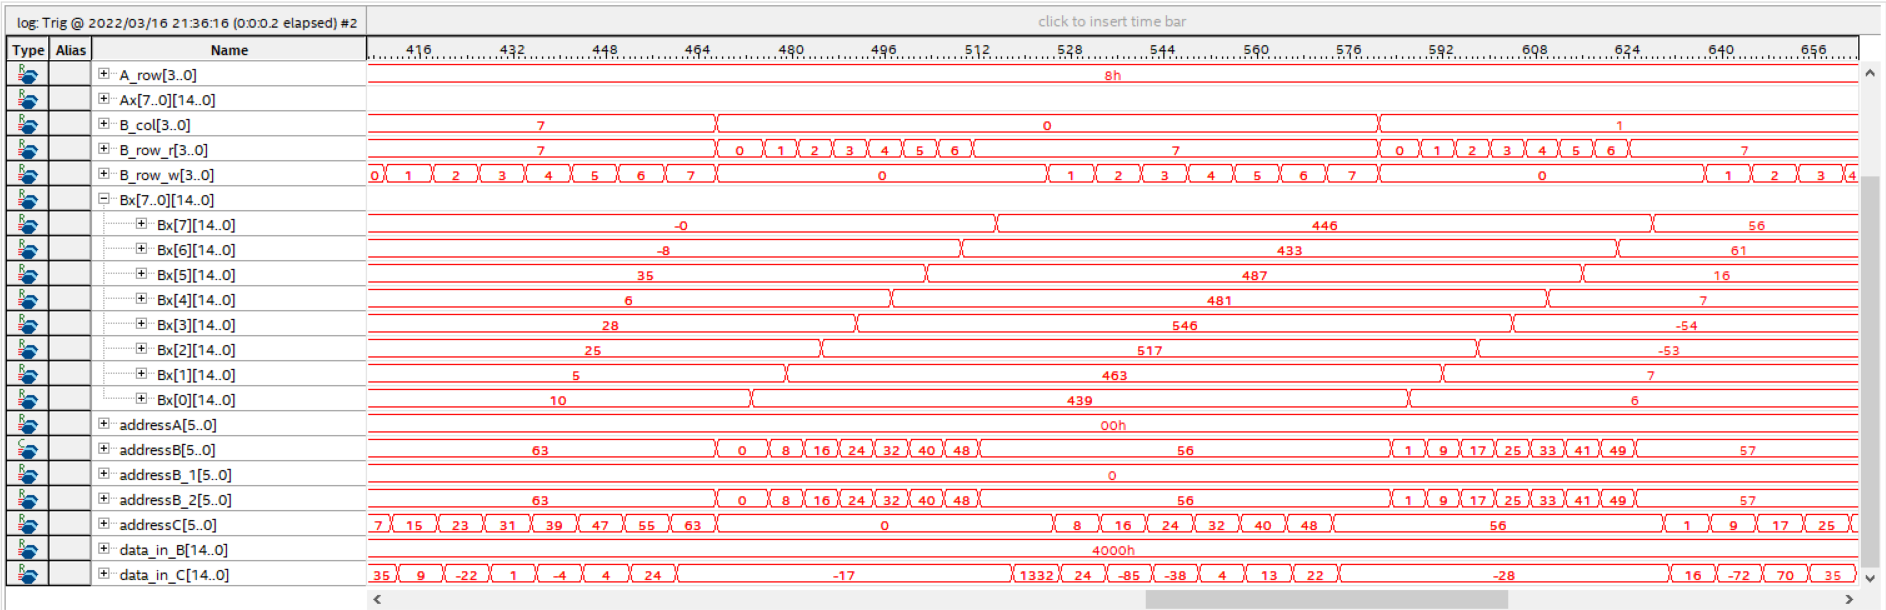 log: Trig @ 2022/03/16 21:36:16 (0:0:0.2 elapsed) #2 click to insert time bar
Type Alias Name 416 432 448 464 480 496 512 528 544 560 576 592 608 624 640 656
R A_row[3..0] 8h
R Ax[7..0][14..0]
R B_col[3..0] 7 0 1
R B_row_r[3..0] 7 0 1 2 3 4 5 6 7 0 1 2 3 4 5 6 7
R B_row_w[3..0] 0 1 2 3 4 5 6 7 0 1 2 3 4 5 6 7 0 1 2 3 4
R Bx[7..0][14..0]
R Bx[7][14..0] -0 446 56
R Bx[6][14..0] -8 433 61
R Bx[5][14..0] 35 487 16
R Bx[4][14..0] 6 481 7
R Bx[3][14..0] 28 546 -54
R Bx[2][14..0] 25 517 -53
R Bx[1][14..0] 5 463 7
R Bx[0][14..0] 10 439 6
R addressA[5..0] 00h
C addressB[5..0] 63 0 8 16 24 32 40 48 56 1 9 17 25 33 41 49 57
R addressB_1[5..0] 0
R addressB_2[5..0] 63 0 8 16 24 32 40 48 56 1 9 17 25 33 41 49 57
R addressC[5..0] 7 15 23 31 39 47 55 63 0 8 16 24 32 40 48 56 1 9 17 25
R data_in_B[14..0] 4000h
R data_in_C[14..0] 35 9 -22 1 -4 4 24 -17 1332 24 -85 -38 4 13 22 -28 16 -72 70 35